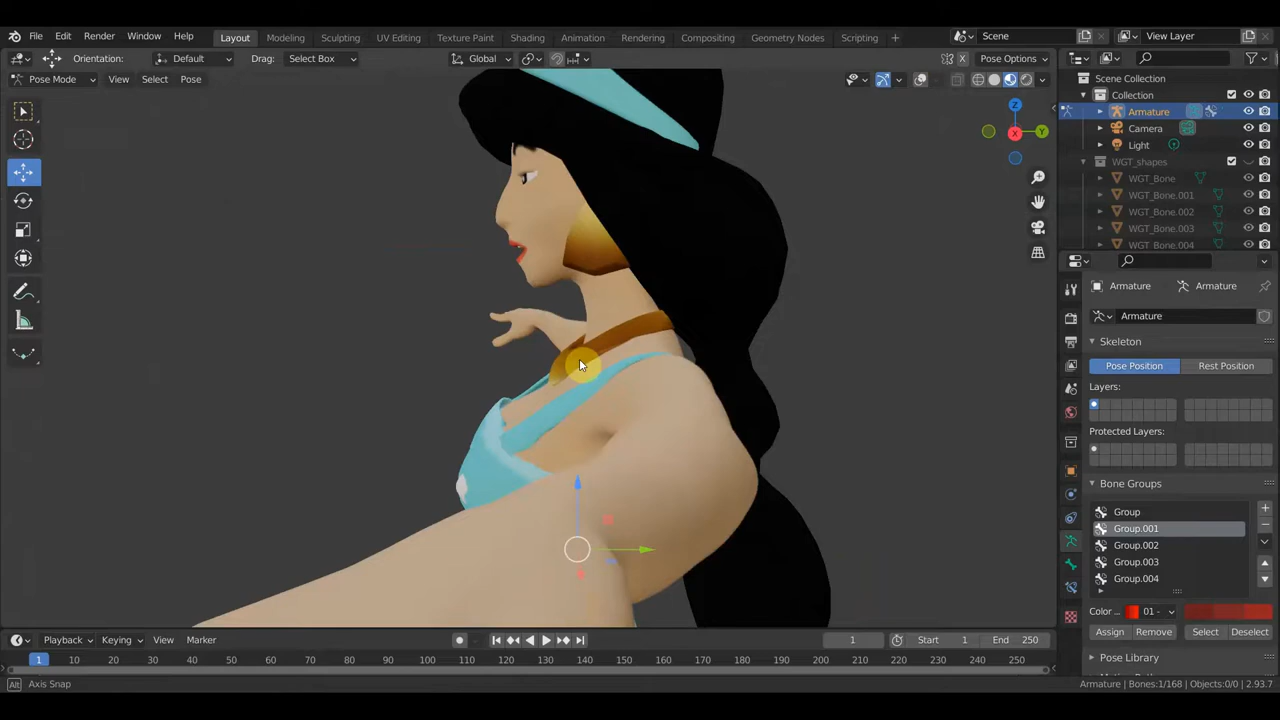 File Edit Render Window Help Layout Modeling Sculpting UV Editing Texture Paint Shading Animation Rendering Compositing Geometry Nodes Scripting + Scene View Layer
Orientation: Default Drag: Select Box Global X Pose Options
Pose Mode View Select Pose
Scene Collection
Collection
Armature
Camera
Light
WGT_shapes
WGT_Bone
WGT_Bone.001
WGT_Bone.002
WGT_Bone.003
WGT_Bone.004
Z
X
Y
Armature Armature
Armature
Skeleton
Pose Position Rest Position
Layers:
Protected Layers:
Bone Groups
Group
Group.001
Group.002
Group.003
Group.004
Color ... 01 -
Assign Remove Select Deselect
Pose Library
Playback Keying View Marker 1 Start 1 End 250
1 10 20 30 40 50 60 70 80 90 100 110 120 130 140 150 160 170 180 190 200 210 220 230 240 250
Alt Axis Snap Armature | Bones:1/168 | Objects:0/0 | 2.93.7